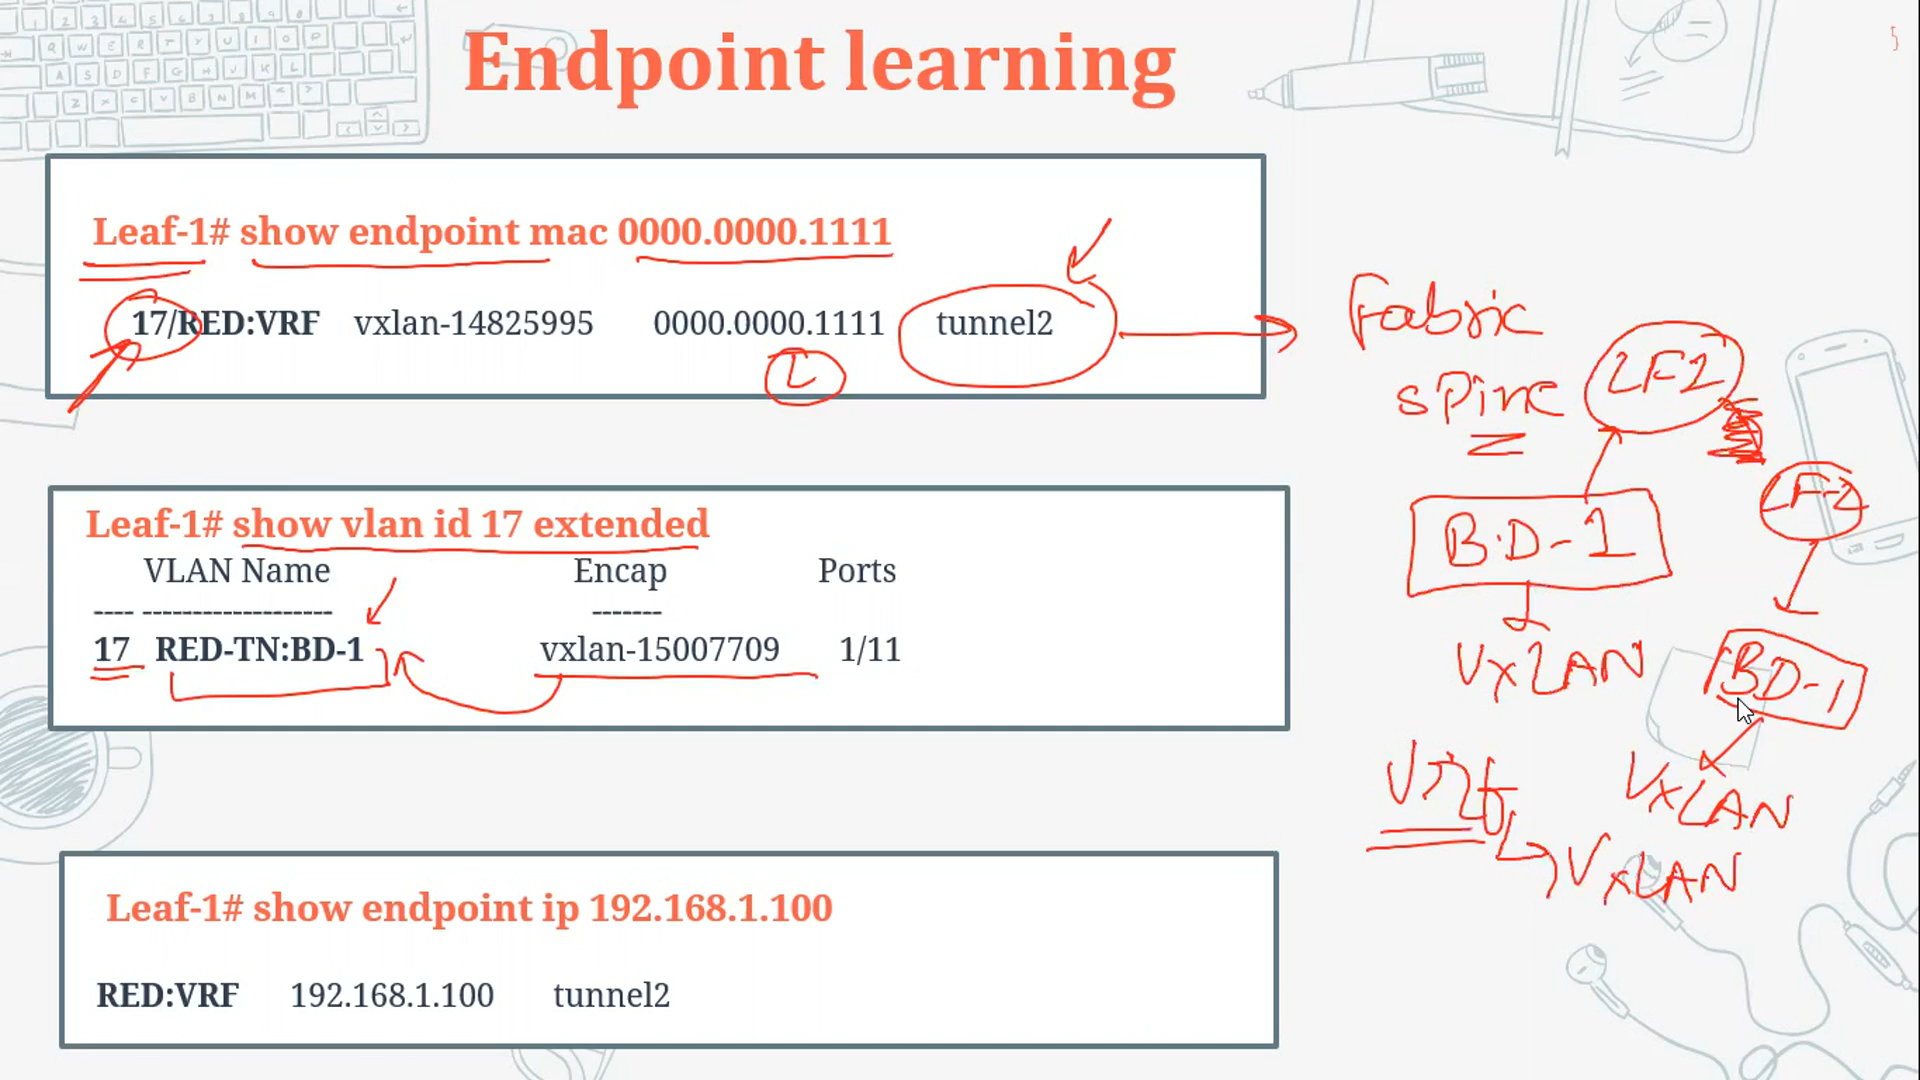 Endpoint learning
5
Leaf-1# show endpoint mac 0000.0000.1111
17/RED:VRF vxlan-14825995 0000.0000.1111 tunnel2
L
Fabric
spine
LF2
Leaf-1# show vlan id 17 extended
VLAN Name Encap Ports
---- ------------------- -------
17 RED-TN:BD-1 vxlan-15007709 1/11
B.D-1
VXLAN
LF-2
BD-1
VXLAN
Vrf
VXLAN
Leaf-1# show endpoint ip 192.168.1.100
RED:VRF 192.168.1.100 tunnel2